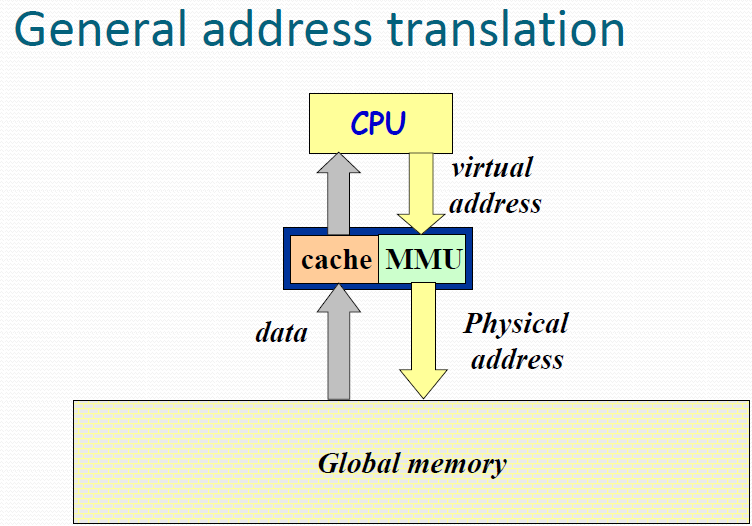 General address translation
CPU
virtual
address
cache
MMU
data
Physical
address
Global memory